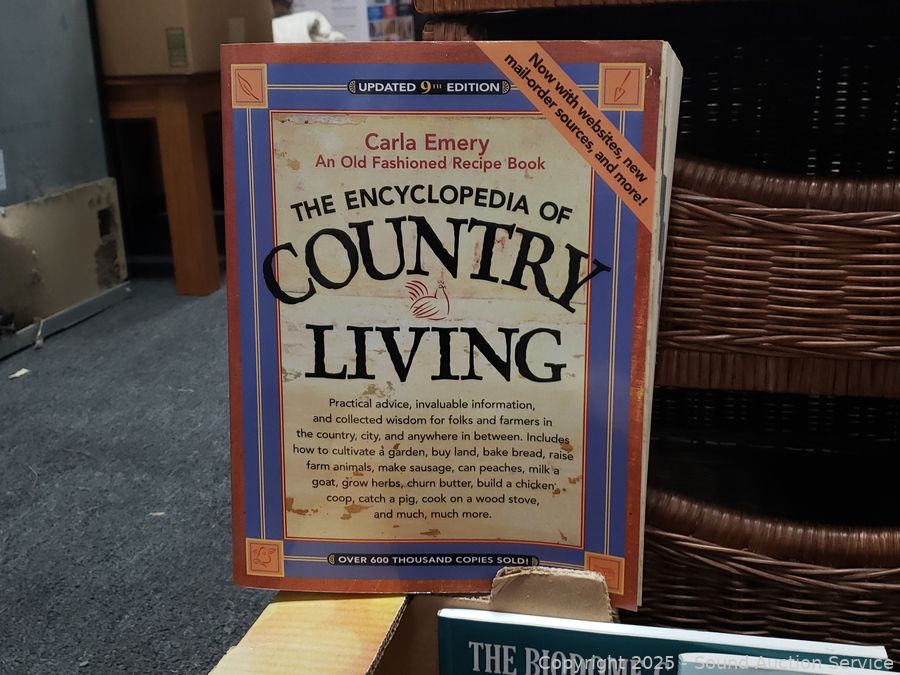 UPDATED 9TH EDITION
Now with websites, new
mail-order sources, and more!
Carla Emery
An Old Fashioned Recipe Book
THE ENCYCLOPEDIA OF
COUNTRY
LIVING
Practical advice, invaluable information,
and collected wisdom for folks and farmers in
the country, city, and anywhere in between. Includes
how to cultivate a garden, buy land, bake bread, raise
farm animals, make sausage, can peaches, milk a
goat, grow herbs, churn butter, build a chicken
coop, catch a pig, cook on a wood stove,
and much, much more.
OVER 600 THOUSAND COPIES SOLD!
THE
Copyright 2025 - Sound Auction Service